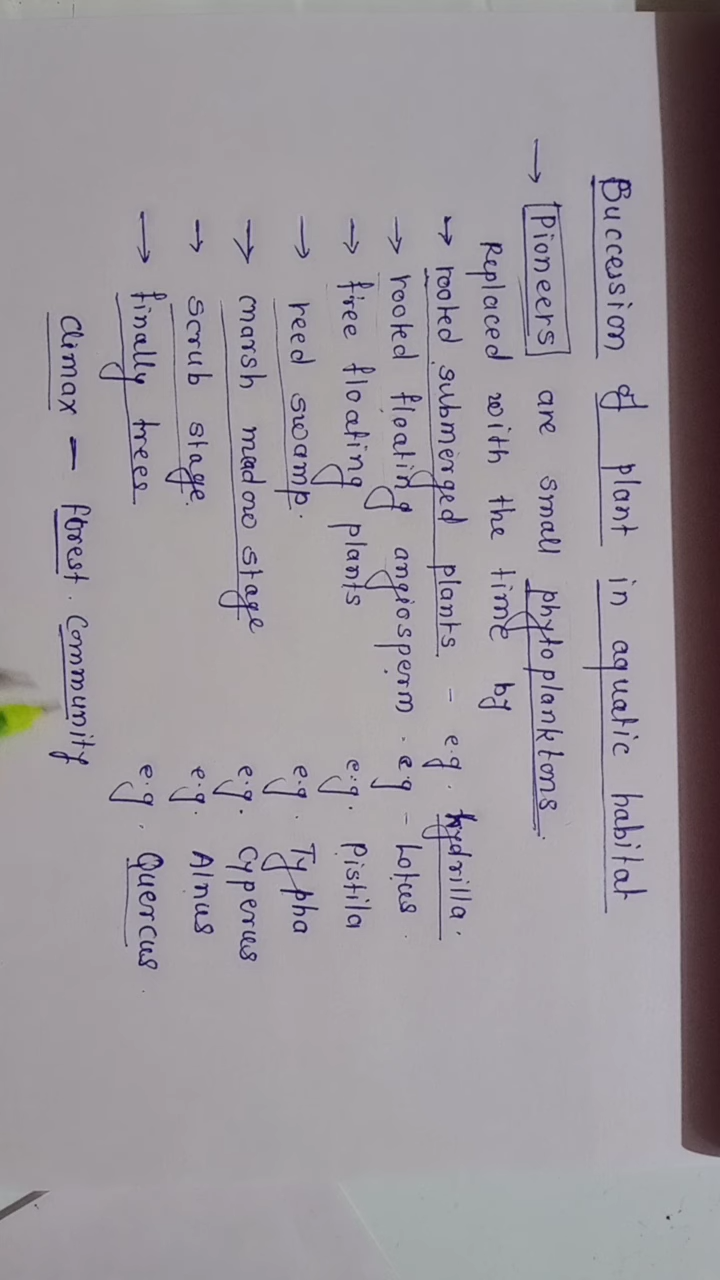 Buccession of plant in aquatic habitat
→ Pioneers are small phytoplanktons.
Replaced with the time by
→ rooted submerged plants - e.g. hydrilla.
→ rooted floating angiosperm. e.g - Lotus.
→ free floating plants e.g. Pistila
→ reed swamp. e.g. Typha
→ marsh madow stage e.g. Cyperus
→ scrub stage. e.g. Alnus
→ finally trees e.g. Quercus.
Climax - forest. Community